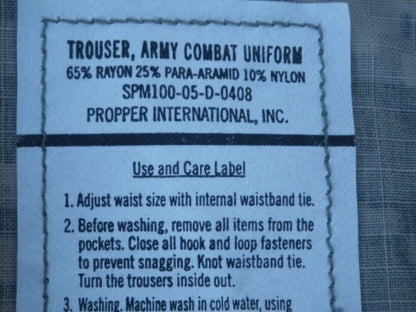 TROUSER, ARMY COMBAT UNIFORM
65% RAYON 25% PARA-ARAMID 10% NYLON
SPM100-05-D-0408
PROPPER INTERNATIONAL, INC.
Use and Care Label
1. Adjust waist size with internal waistband tie.
2. Before washing, remove all items from the
pockets. Close all hook and loop fasteners
to prevent snagging. Knot waistband tie.
Turn the trousers inside out.
3. Washing. Machine wash in cold water, using